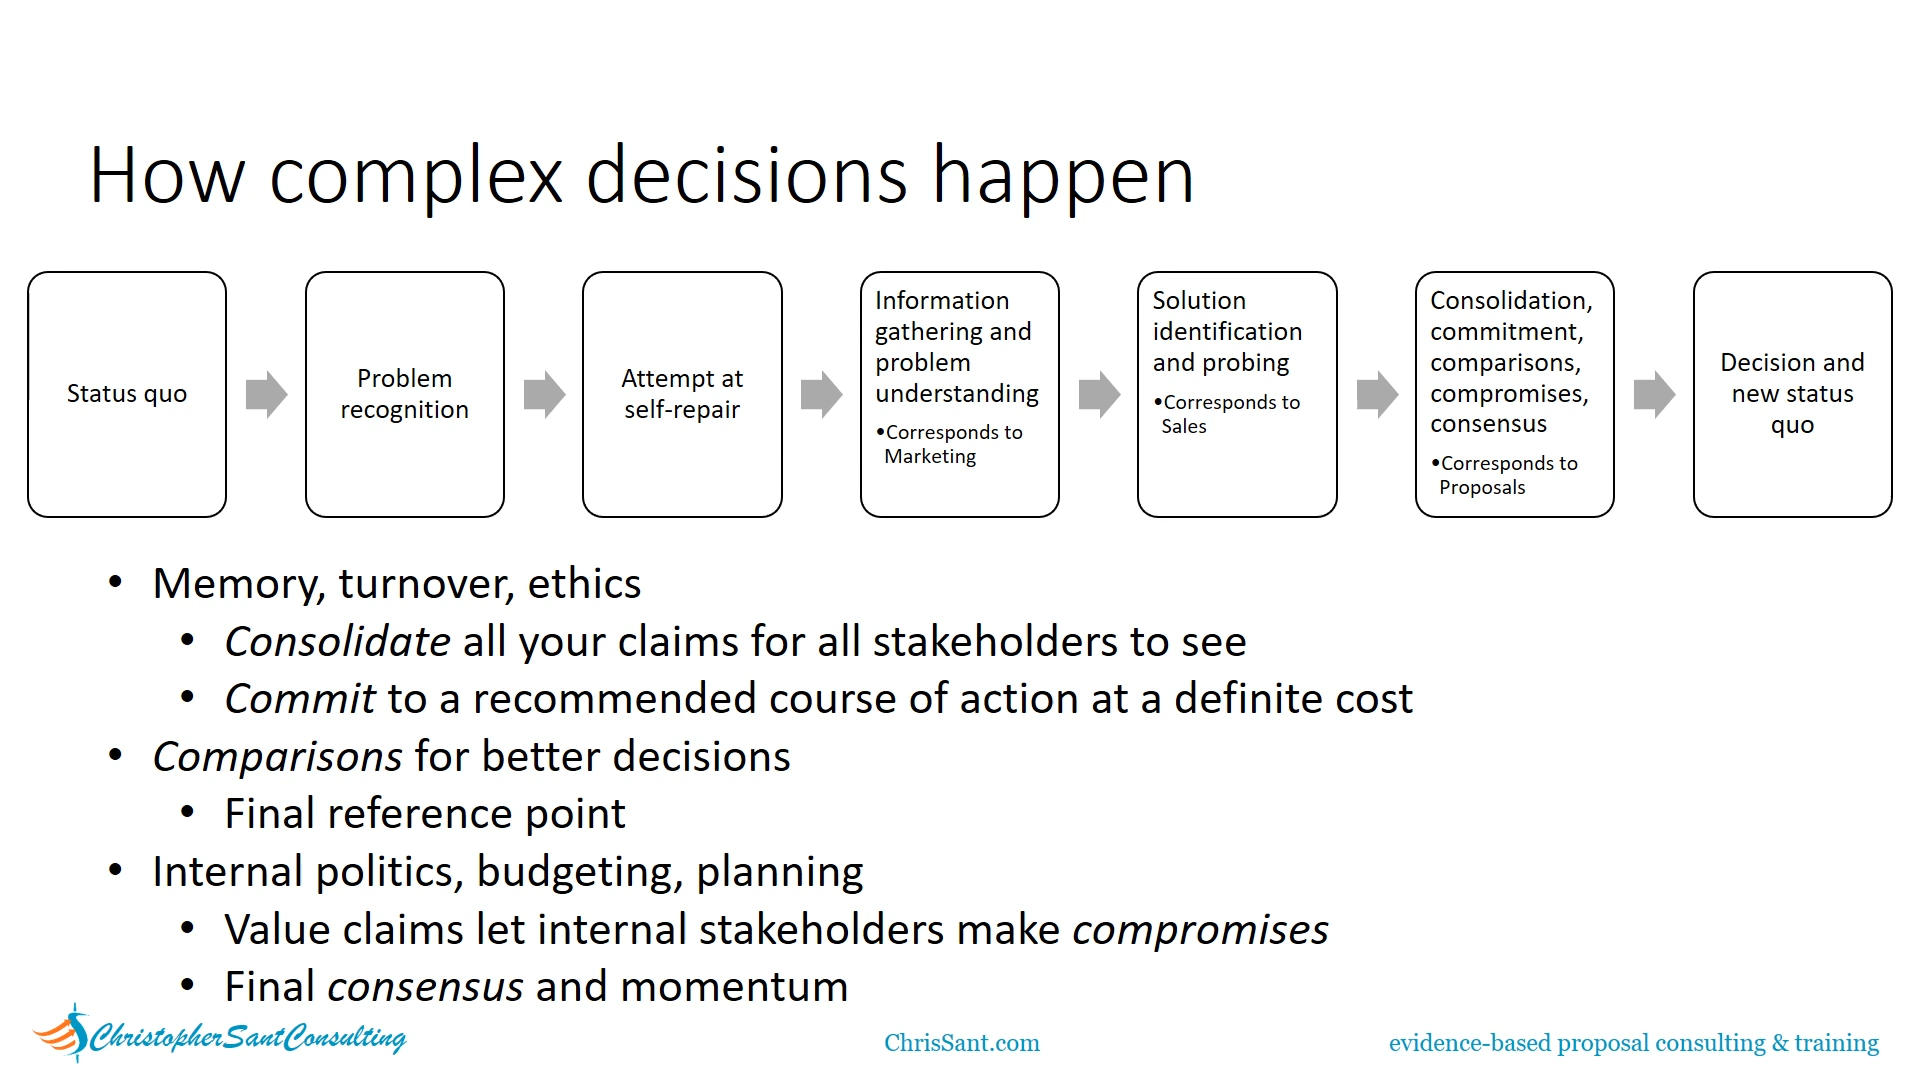 How complex decisions happen
Status quo
Problem
recognition
Attempt at
self-repair
Information
gathering and
problem
understanding
•Corresponds to
Marketing
Solution
identification
and probing
•Corresponds to
Sales
Consolidation,
commitment,
comparisons,
compromises,
consensus
•Corresponds to
Proposals
Decision and
new status
quo
• Memory, turnover, ethics
• Consolidate all your claims for all stakeholders to see
• Commit to a recommended course of action at a definite cost
• Comparisons for better decisions
• Final reference point
• Internal politics, budgeting, planning
• Value claims let internal stakeholders make compromises
• Final consensus and momentum
ChristopherSantConsulting
ChrisSant.com
evidence-based proposal consulting & training